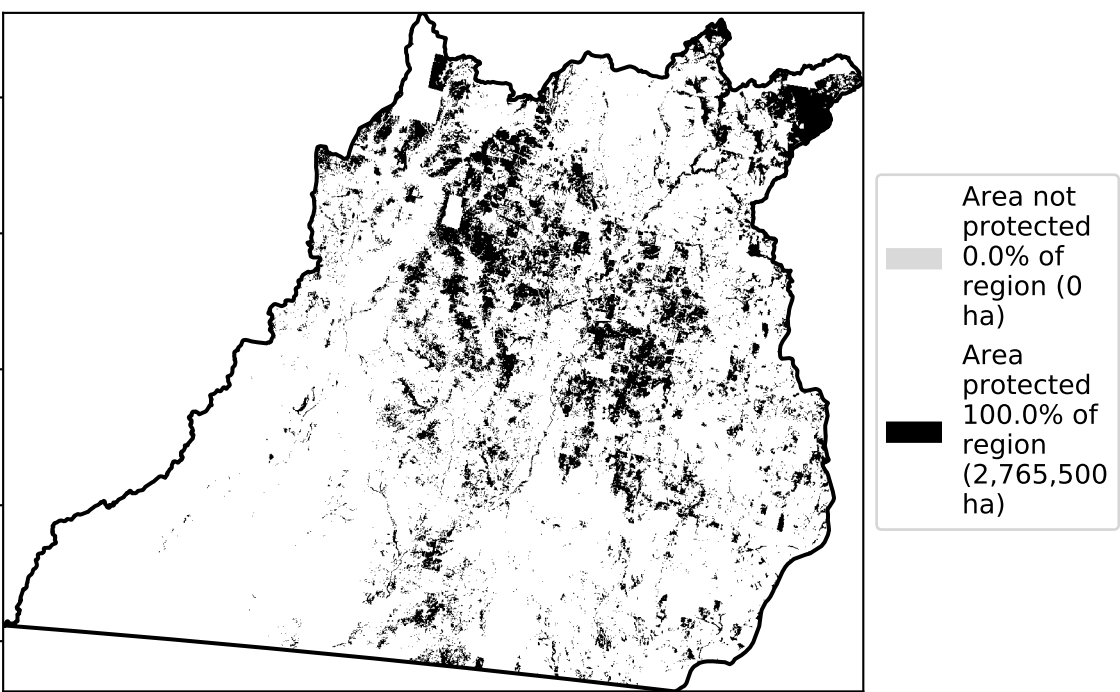 Area not
protected
0.0% of
region (0
ha)
Area
protected
100.0% of
region
(2,765,500
ha)